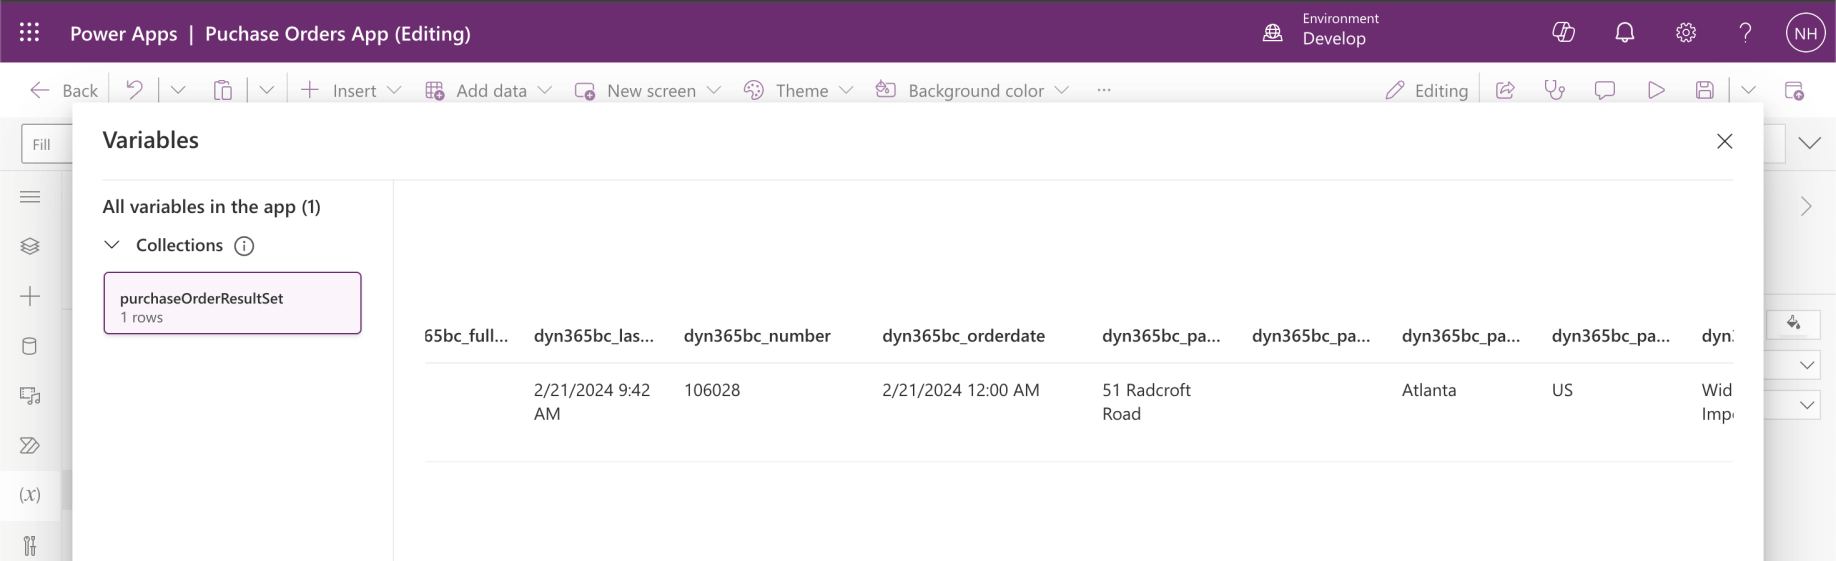 Power Apps | Puchase Orders App (Editing)
Environment
Develop
NH
Back
Insert
Add data
New screen
Theme
Background color
...
Editing
Fill
Variables
All variables in the app (1)
Collections
purchaseOrderResultSet
1 rows
65bc_full... dyn365bc_las... dyn365bc_number dyn365bc_orderdate dyn365bc_pa... dyn365bc_pa... dyn365bc_pa... dyn365bc_pa... dyn:
2/21/2024 9:42 106028 2/21/2024 12:00 AM 51 Radcroft Atlanta US Wid
AM Road Imp
(x)